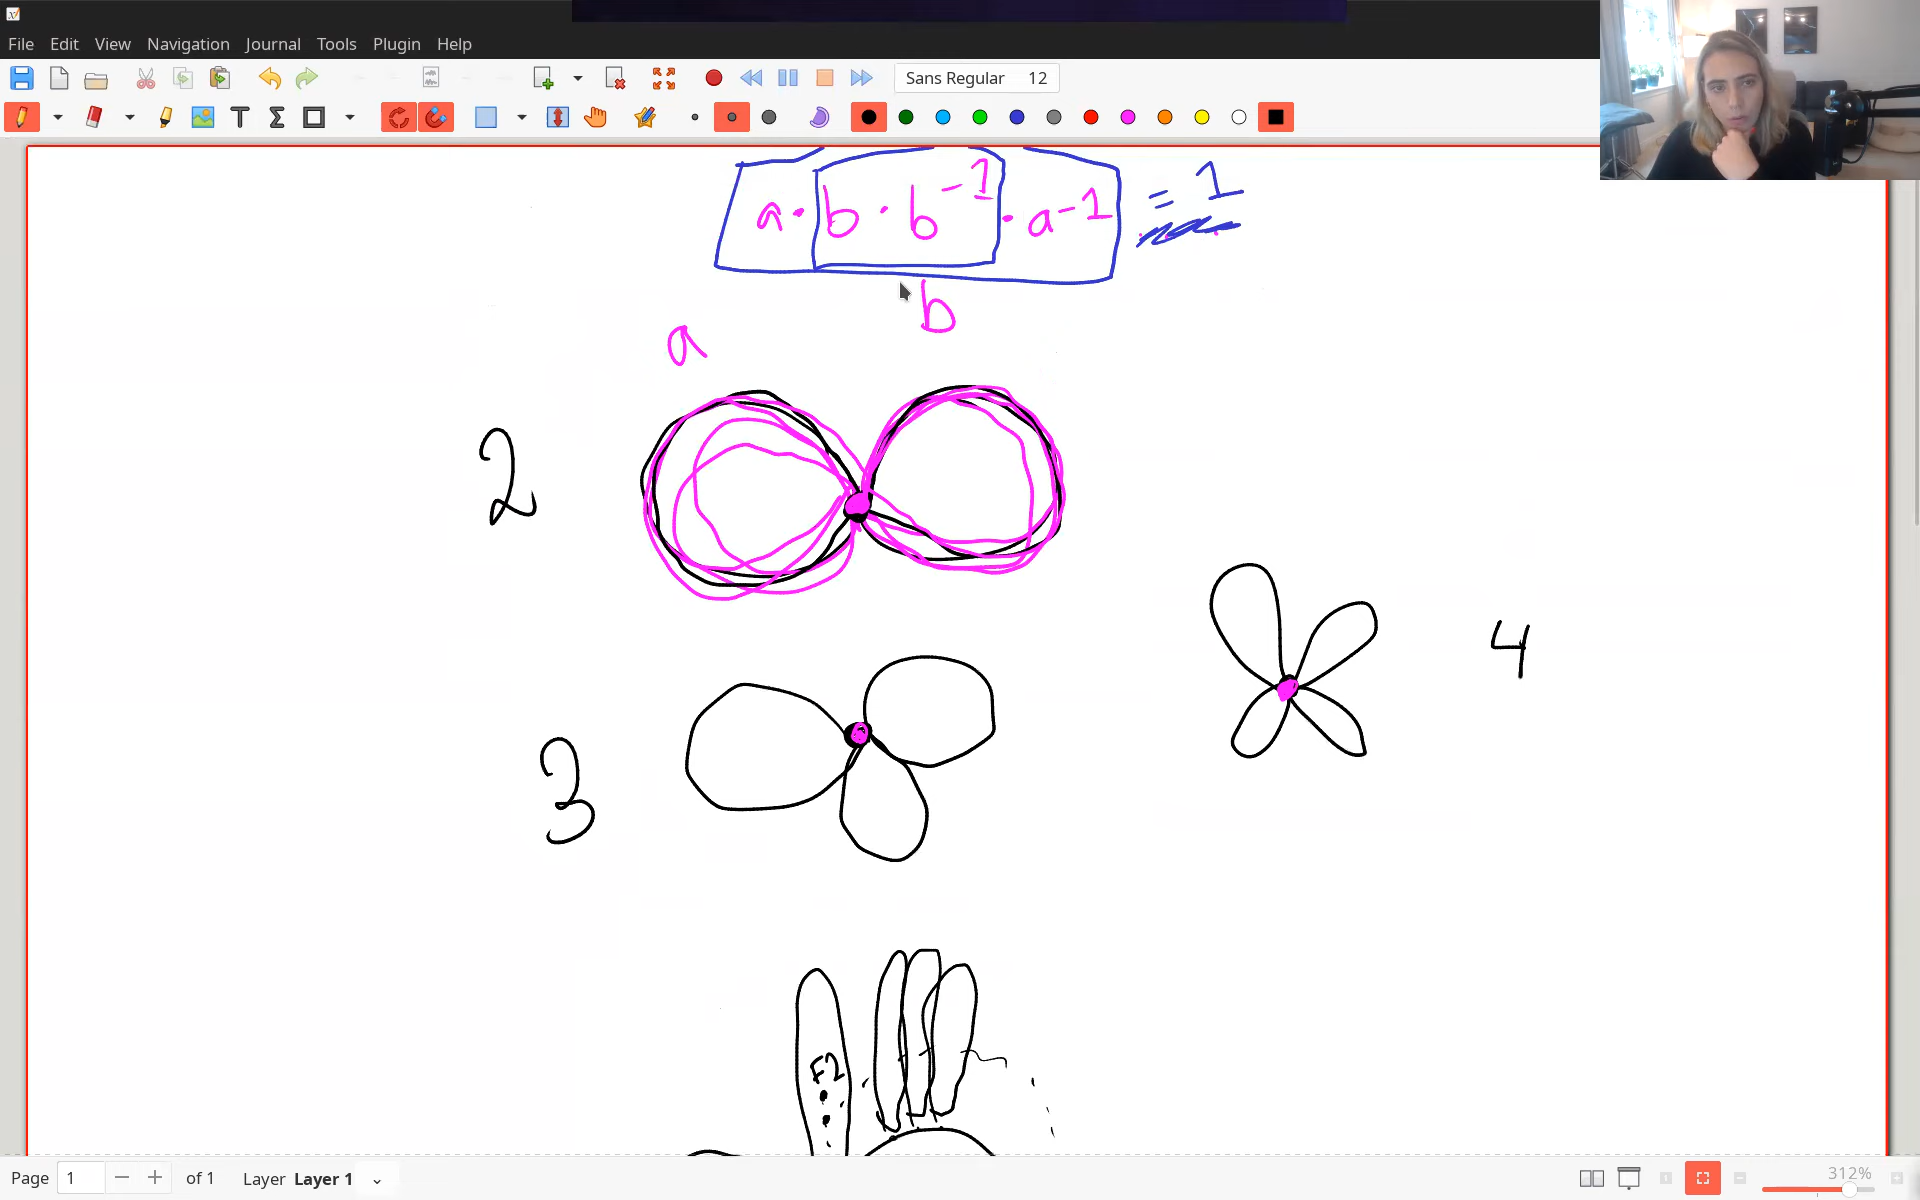 File Edit View Navigation Journal Tools Plugin Help
Sans Regular 12
a · b · b⁻¹ · a-1 = 1
b
a
2
4
3
F2
Page 1 of 1 Layer Layer 1 312%